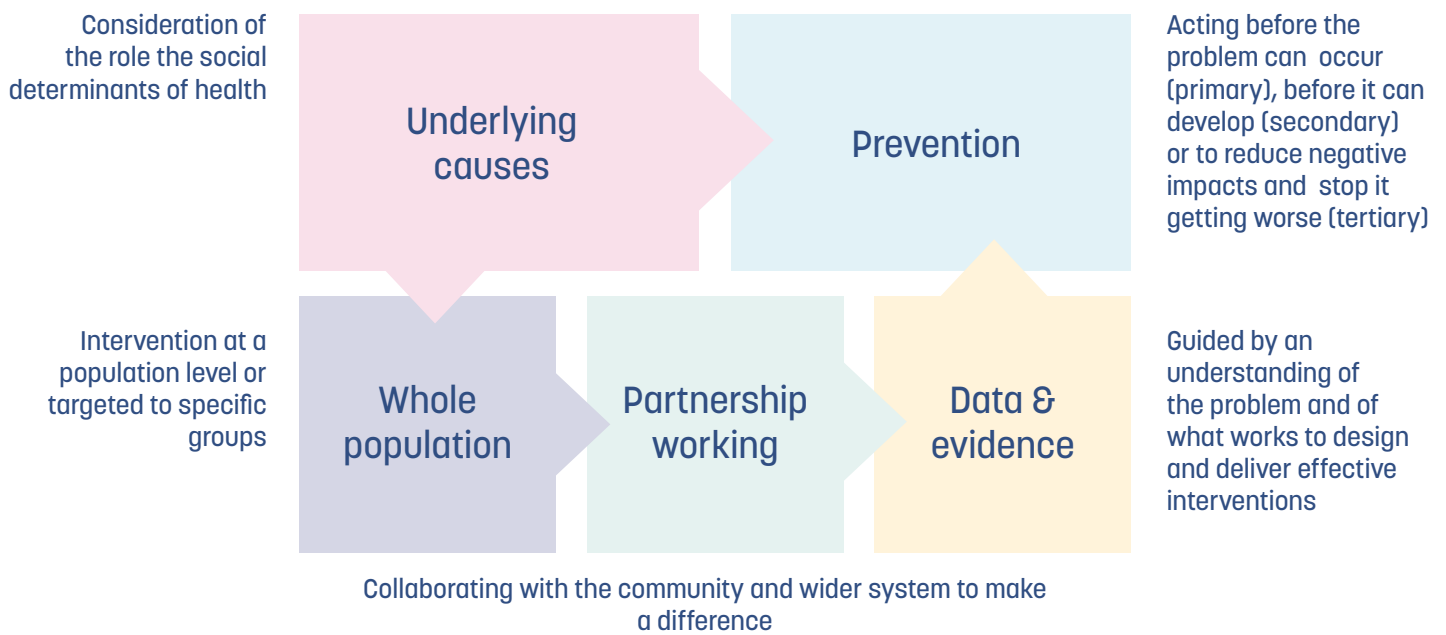 Consideration of
the role the social
determinants of health
Underlying
causes
Prevention
Acting before the
problem can occur
(primary), before it can
develop (secondary)
or to reduce negative
impacts and stop it
getting worse (tertiary)
Intervention at a
population level or
targeted to specific
groups
Whole
population
Partnership
working
Data &
evidence
Guided by an
understanding of
the problem and of
what works to design
and deliver effective
interventions
Collaborating with the community and wider system to make
a difference